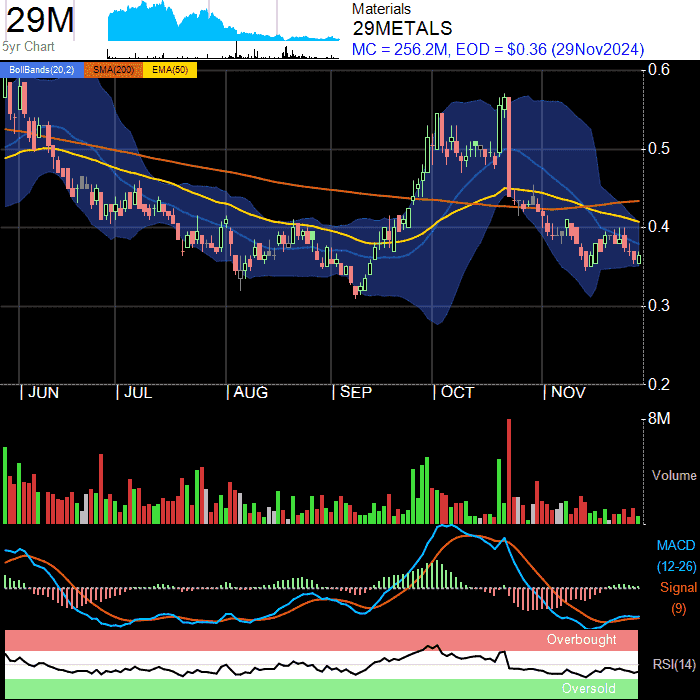 29M
Materials
29METALS
5yr Chart
MC = 256.2M, EOD = $0.36 (29Nov2024)
BollBands(20,2) SMA(200) EMA(50)
0.6
0.5
0.4
0.3
0.2
| JUN | JUL | AUG | SEP | OCT | NOV
8M
Volume
MACD
(12-26)
Signal
(9)
Overbought
RSI(14)
Oversold